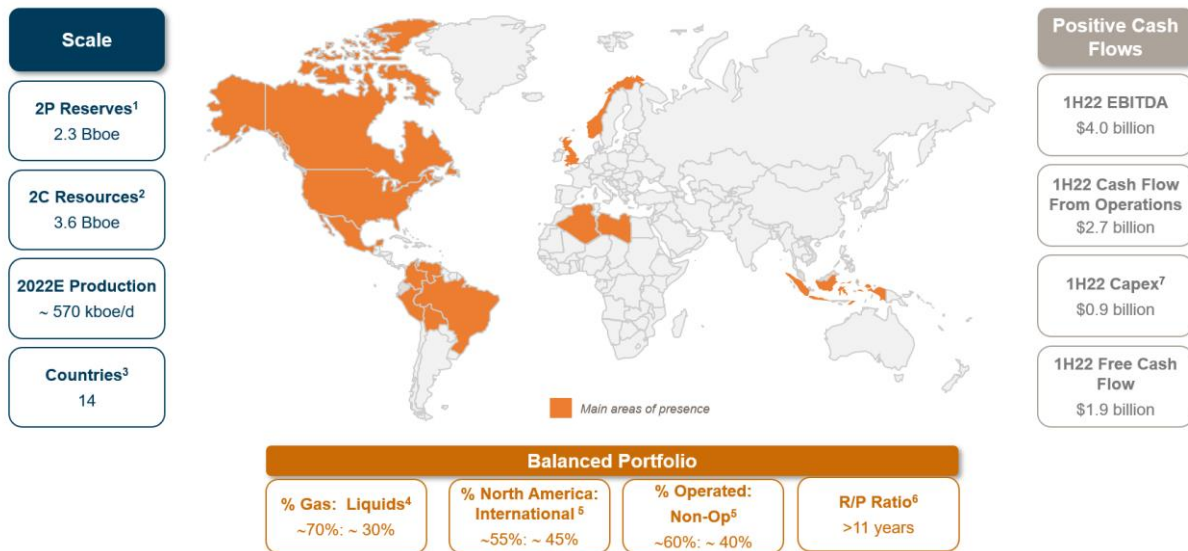 Scale
2P Reserves1
2.3 Bboe
2C Resources2
3.6 Bboe
2022E Production
~ 570 kboe/d
Countries3
14
Main areas of presence
Positive Cash
Flows
1H22 EBITDA
$4.0 billion
1H22 Cash Flow
From Operations
$2.7 billion
1H22 Capex7
$0.9 billion
1H22 Free Cash
Flow
$1.9 billion
Balanced Portfolio
% Gas: Liquids4
~70%: ~ 30%
% North America:
International 5
~55%: ~ 45%
% Operated:
Non-Op5
~60%: ~ 40%
R/P Ratio6
>11 years